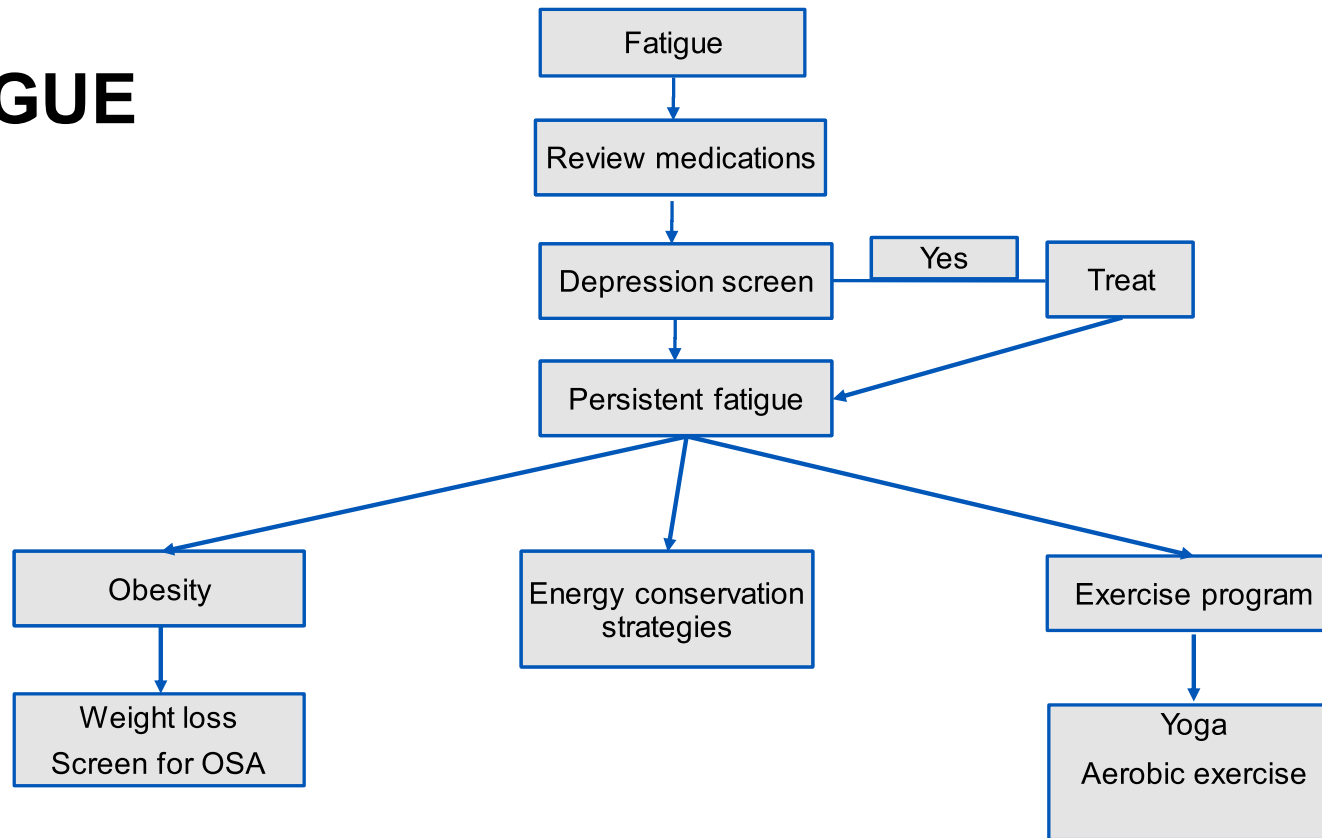 GUE
Fatigue
Review medications
Depression screen
Yes
Treat
Persistent fatigue
Obesity
Energy conservation
strategies
Exercise program
Weight loss
Screen for OSA
Yoga
Aerobic exercise